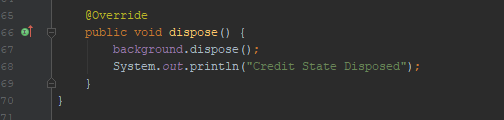 65 @Override
66 public void dispose() {
67 background.dispose();
68 System.out.println("Credit State Disposed");
69 }
70 }
71